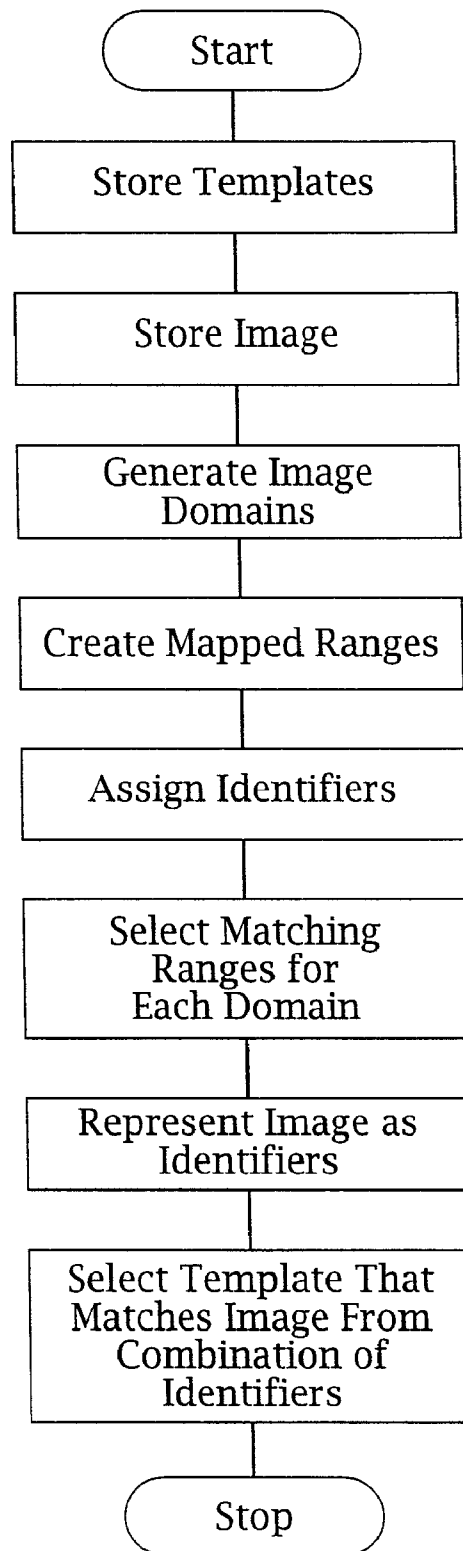 Start
Store Templates
Store Image
Generate Image
Domains
Create Mapped Ranges
Assign Identifiers
Select Matching
Ranges for
Each Domain
Represent Image as
Identifiers
Select Template That
Matches Image From
Combination of
Identifiers
Stop